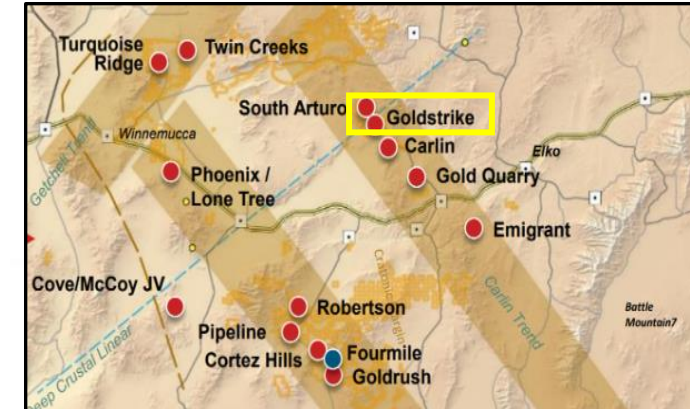 Turquoise
Ridge
Twin Creeks
South Arturo
Goldstrike
Winnemucca
Carlin
Elko
Getchell Trend
Phoenix /
Lone Tree
Gold Quarry
Emigrant
Cove/McCoy JV
Robertson
Carlin Trend
Battle
Mountain7
Pipeline
Cortez Hills
Fourmile
Goldrush
Deep Crustal Linear